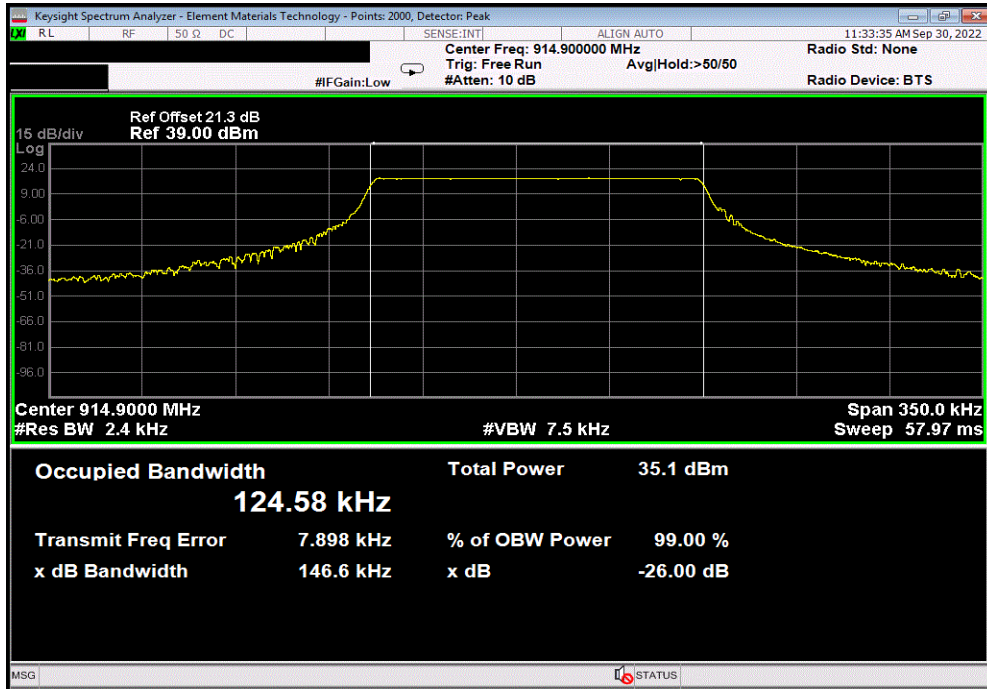 Keysight Spectrum Analyzer - Element Materials Technology - Points: 2000, Detector: Peak
LXI RL RF 50 Ω DC SENSE:INT ALIGN AUTO 11:33:35 AM Sep 30, 2022
Center Freq: 914.900000 MHz Radio Std: None
Trig: Free Run Avg|Hold:>50/50
#IFGain:Low #Atten: 10 dB Radio Device: BTS
Ref Offset 21.3 dB
15 dB/div Ref 39.00 dBm
Log
24.0
9.00
-6.00
-21.0
-36.0
-51.0
-66.0
-81.0
-96.0
Center 914.9000 MHz Span 350.0 kHz
#Res BW 2.4 kHz #VBW 7.5 kHz Sweep 57.97 ms
Occupied Bandwidth Total Power 35.1 dBm
124.58 kHz
Transmit Freq Error 7.898 kHz % of OBW Power 99.00 %
x dB Bandwidth 146.6 kHz x dB -26.00 dB
MSG STATUS